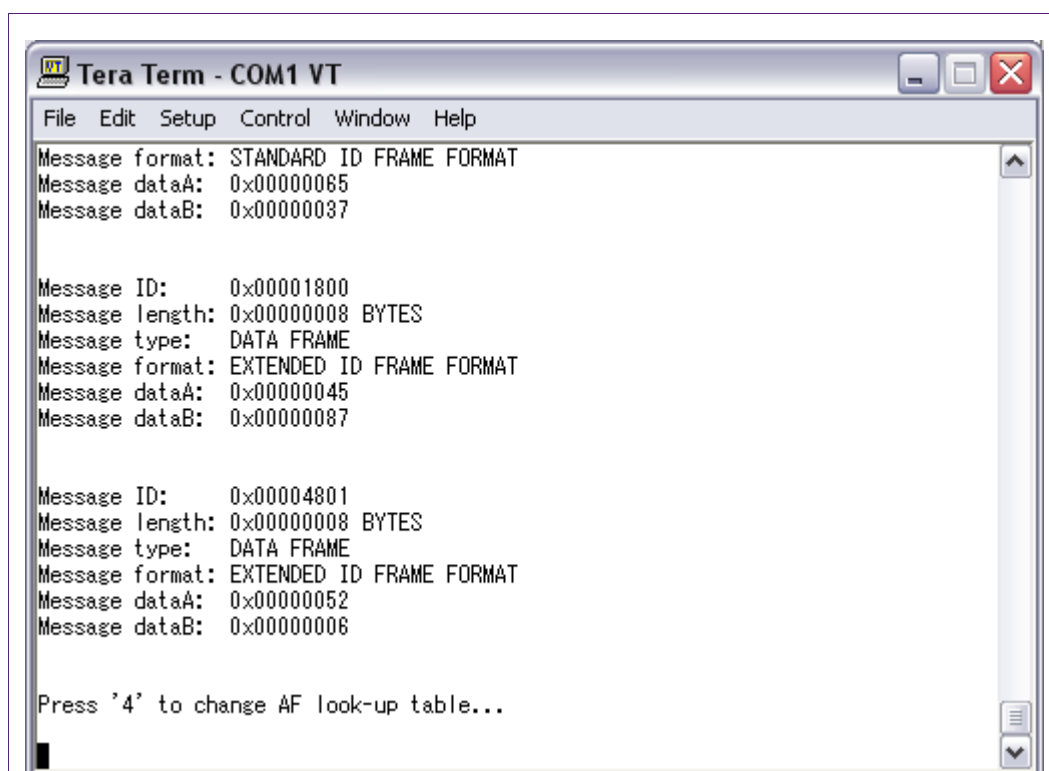 Tera Term - COM1 VT
File Edit Setup Control Window Help
Message format: STANDARD ID FRAME FORMAT
Message dataA: 0x00000065
Message dataB: 0x00000037
Message ID: 0x00001800
Message length: 0x00000008 BYTES
Message type: DATA FRAME
Message format: EXTENDED ID FRAME FORMAT
Message dataA: 0x00000045
Message dataB: 0x00000087
Message ID: 0x00004801
Message length: 0x00000008 BYTES
Message type: DATA FRAME
Message format: EXTENDED ID FRAME FORMAT
Message dataA: 0x00000052
Message dataB: 0x00000006
Press '4' to change AF look-up table...